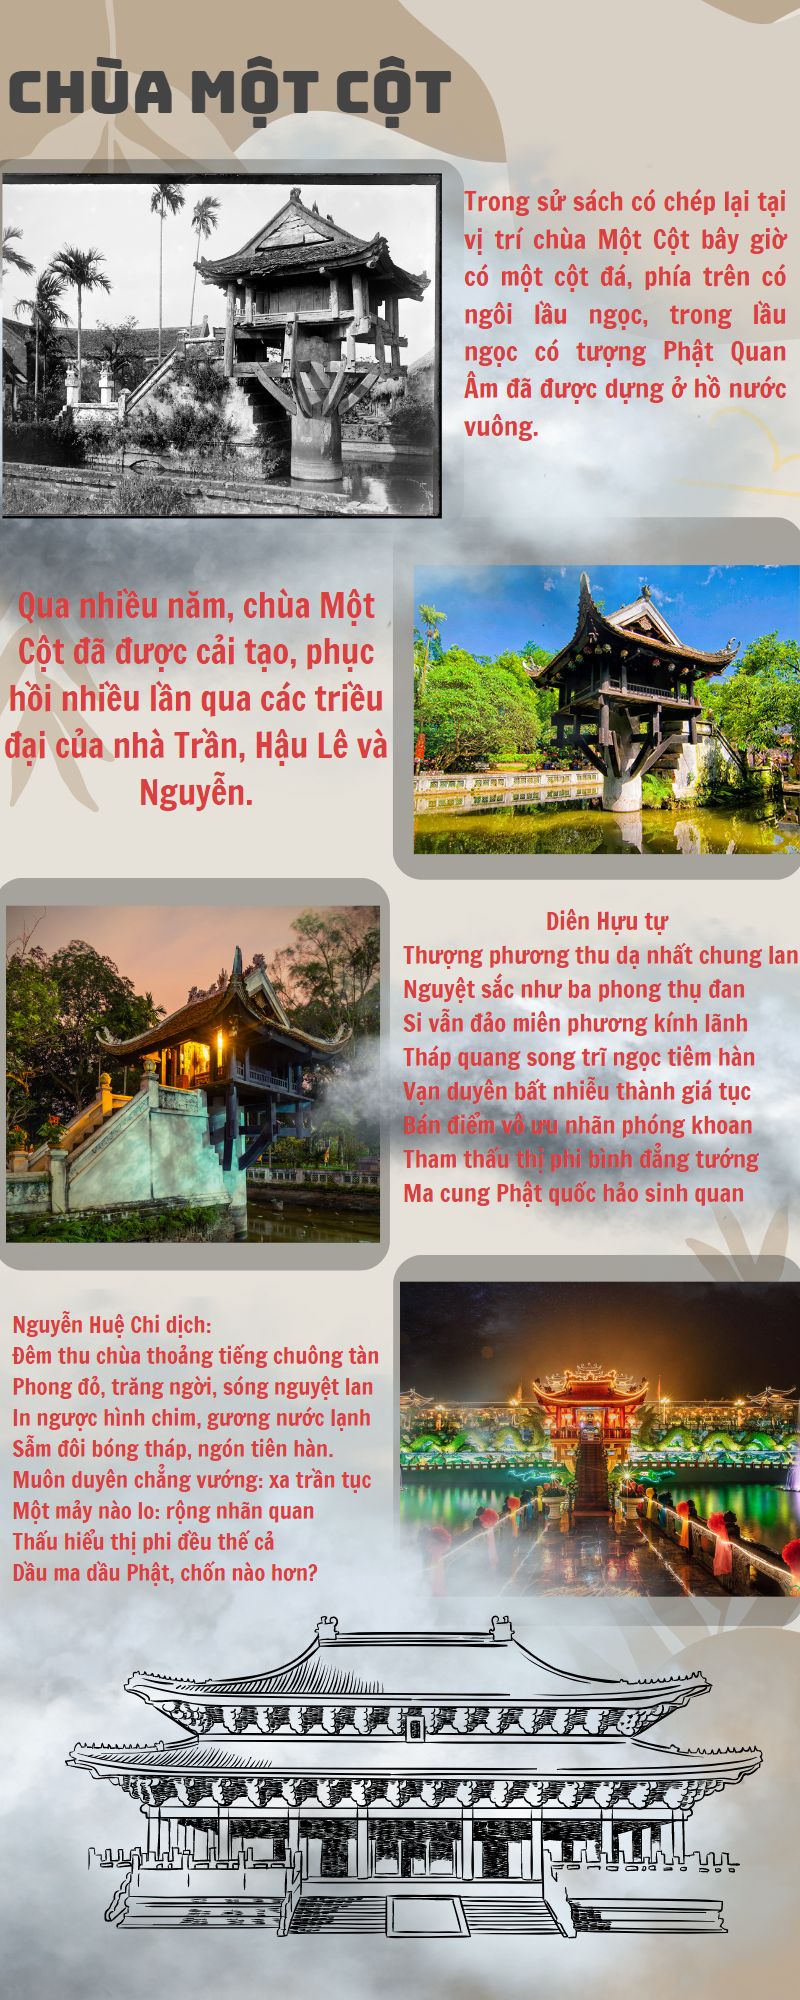 CHÙA MỘT CỘT
Trong sử sách có chép lại tại
vị trí chùa Một Cột bây giờ
có một cột đá, phía trên có
ngôi lầu ngọc, trong lầu
ngọc có tượng Phật Quan
Âm đã được dựng ở hồ nước
vuông.
Qua nhiều năm, chùa Một
Cột đã được cải tạo, phục
hồi nhiều lần qua các triều
đại của nhà Trần, Hậu Lê và
Nguyễn.
Diên Hựu tự
Thượng phương thu dạ nhất chung lan
Nguyệt sắc như ba phong thụ đan
Si vẫn đảo miên phương kính lãnh
Tháp quang song trĩ ngọc tiêm hàn
Vạn duyên bất nhiễu thành giá tục
Bán điểm vô ưu nhãn phóng khoan
Tham thấu thị phi bình đẳng tướng
Ma cung Phật quốc hảo sinh quan
Nguyễn Huệ Chi dịch:
Đêm thu chùa thoảng tiếng chuông tàn
Phong đỏ, trăng ngời, sóng nguyệt lan
In ngược hình chim, gương nước lạnh
Sẫm đôi bóng tháp, ngón tiên hàn.
Muôn duyên chẳng vướng: xa trần tục
Một mảy nào lo: rộng nhãn quan
Thấu hiểu thị phi đều thế cả
Dầu ma dầu Phật, chốn nào hơn?